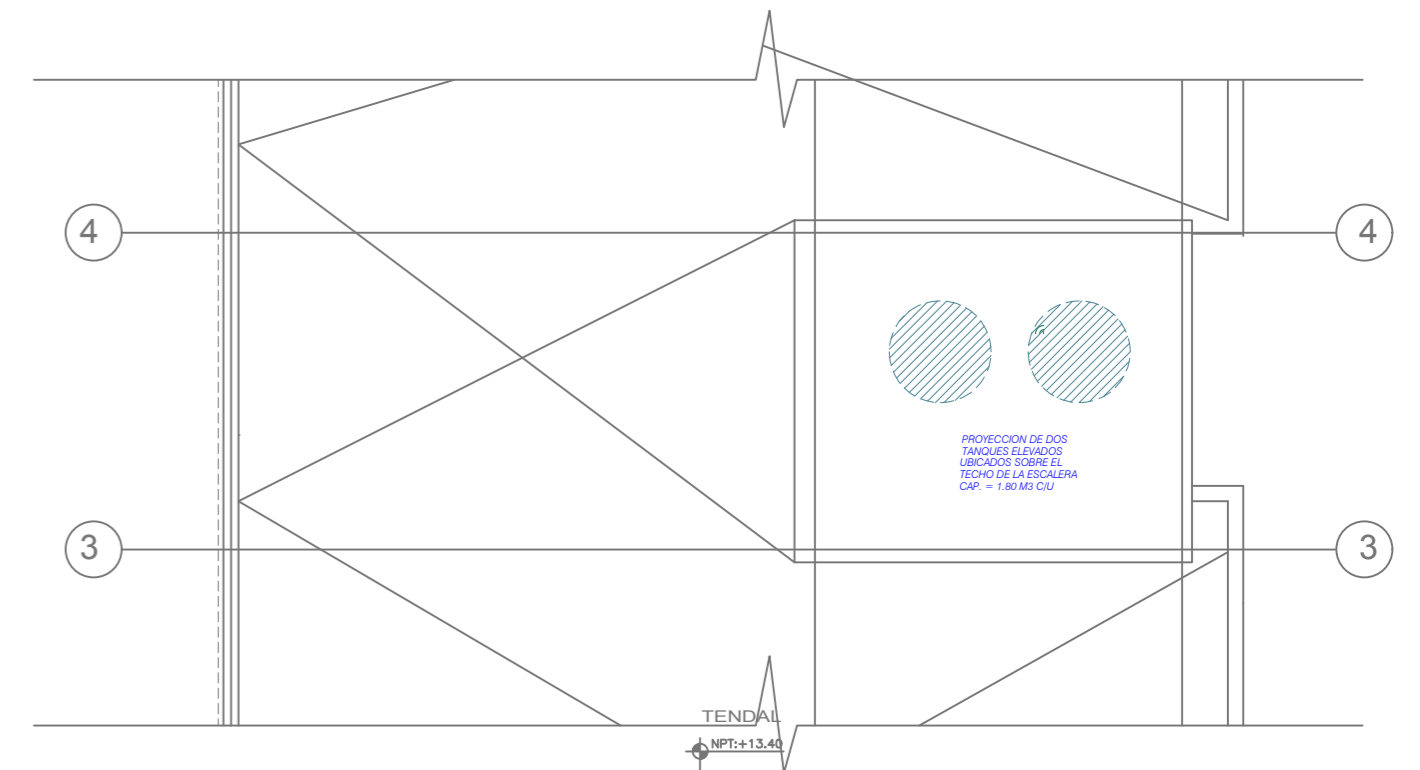 4
4
PROYECCION DE DOS
TANQUES ELEVADOS
UBICADOS SOBRE EL
TECHO DE LA ESCALERA
CAP. = 1.80 M3 C/U
3
3
TENDAL
NPT:+13.40